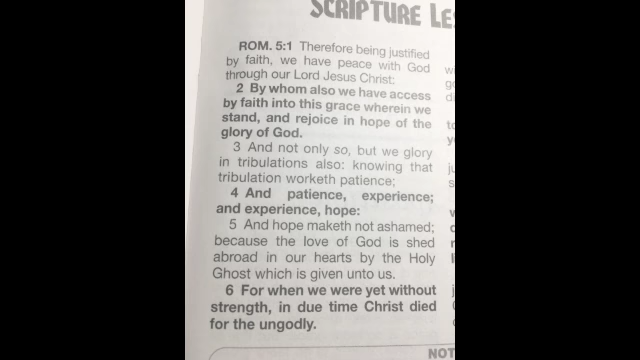 SCRIPTURE
ROM. 5:1 Therefore being justified
by faith, we have peace with God
through our Lord Jesus Christ:
2 By whom also we have access
by faith into this grace wherein we
stand, and rejoice in hope of the
glory of God.
3 And not only so, but we glory
in tribulations also: knowing that
tribulation worketh patience;
4 And patience, experience;
and experience, hope:
5 And hope maketh not ashamed;
because the love of God is shed
abroad in our hearts by the Holy
Ghost which is given unto us.
6 For when we were yet without
strength, in due time Christ died
for the ungodly.